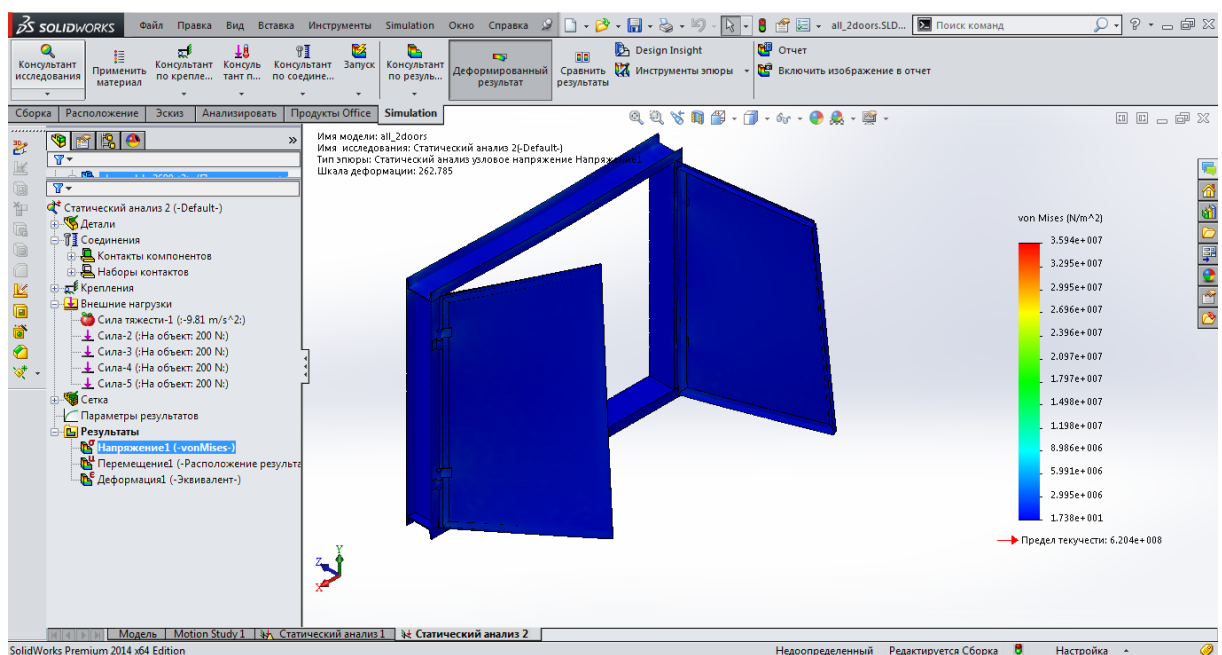 SOLIDWORKS Файл Правка Вид Вставка Инструменты Simulation Окно Справка all_2doors.SLD... Поиск команд
Консультант исследования
Применить материал
Консультант по крепле...
Консуль тант п...
Консультант по соедине...
Запуск
Консультант по резуль...
Деформированный результат
Сравнить результаты
Design Insight
Инструменты эпюры
Отчет
Включить изображение в отчет
Сборка Расположение Эскиз Анализировать Продукты Office Simulation
Имя модели: all_2doors
Имя исследования: Статический анализ 2(-Default-)
Тип эпюры: Статический анализ узловое напряжение Напряжение1
Шкала деформации: 262.785
Статический анализ 2 (-Default-)
Детали
Соединения
Контакты компонентов
Наборы контактов
Крепления
Внешние нагрузки
Сила тяжести-1 (:-9.81 m/s^2:)
Сила-2 (:На объект: 200 N:)
Сила-3 (:На объект: 200 N:)
Сила-4 (:На объект: 200 N:)
Сила-5 (:На объект: 200 N:)
Сетка
Параметры результатов
Результаты
Напряжение1 (-vonMises-)
Перемещение1 (-Расположение результа
Деформация1 (-Эквивалент-)
von Mises (N/m^2)
3.594e+007
3.295e+007
2.995e+007
2.696e+007
2.396e+007
2.097e+007
1.797e+007
1.498e+007
1.198e+007
8.986e+006
5.991e+006
2.995e+006
1.738e+001
Предел текучести: 6.204e+008
Z Y X
Модель Motion Study 1 Статический анализ 1 Статический анализ 2
SolidWorks Premium 2014 x64 Edition Недоопределенный Редактируется Сборка Настройка